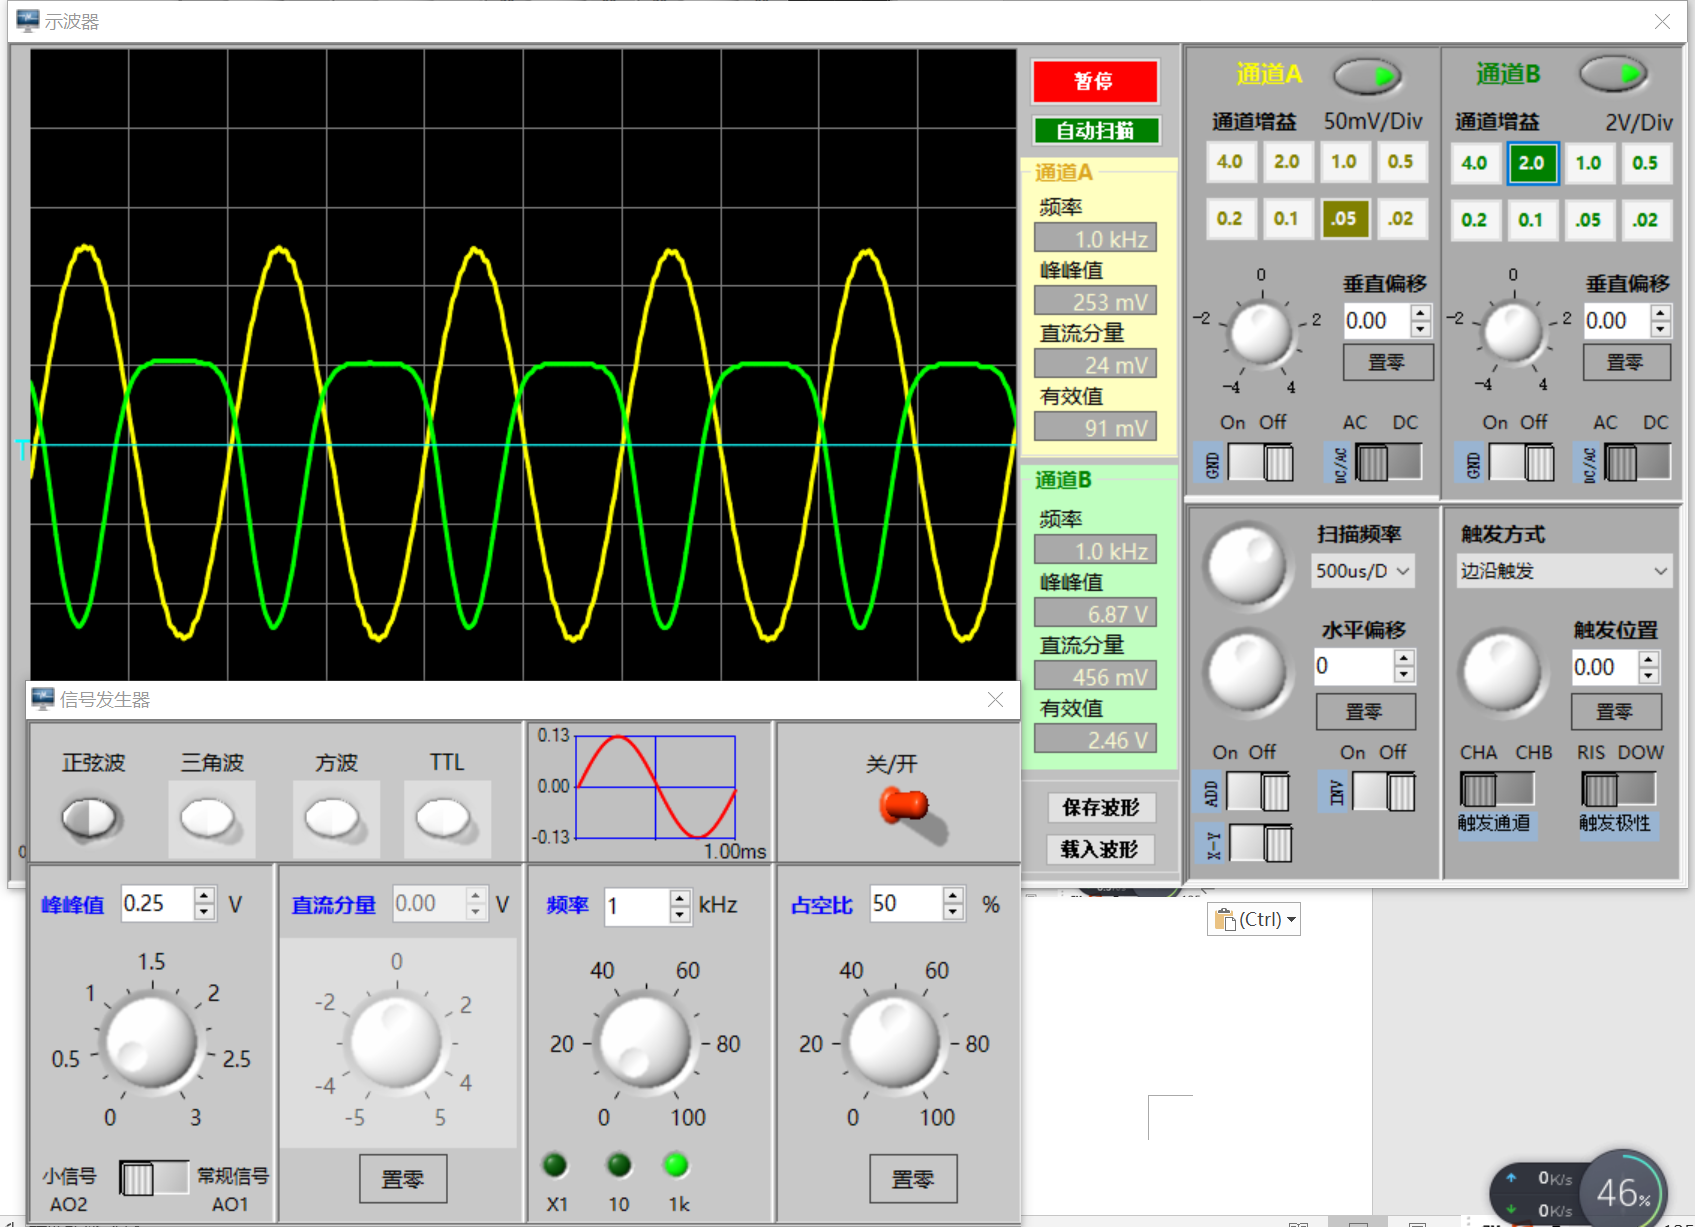 示波器
暂停
自动扫描
通道A
频率
1.0 kHz
峰峰值
253 mV
直流分量
24 mV
有效值
91 mV
通道B
频率
1.0 kHz
峰峰值
6.87 V
直流分量
456 mV
有效值
2.46 V
保存波形
载入波形
T
0
通道A
通道增益 50mV/Div
4.0 2.0 1.0 0.5
0.2 0.1 .05 .02
0
-2 2
-4 4
垂直偏移
0.00
置零
On Off
GND
AC DC
DC/AC
通道B
通道增益 2V/Div
4.0 2.0 1.0 0.5
0.2 0.1 .05 .02
0
-2 2
-4 4
垂直偏移
0.00
置零
On Off
GND
AC DC
DC/AC
扫描频率
500us/D
水平偏移
0
置零
On Off
ADD
On Off
INV
X-Y
触发方式
边沿触发
触发位置
0.00
置零
CHA CHB
触发通道
RIS DOW
触发极性
信号发生器
正弦波 三角波 方波 TTL
0.13
0.00
-0.13
1.00ms
关/开
峰峰值 0.25 V
1.5
1 2
0.5 2.5
0 3
小信号 常规信号
AO2 AO1
直流分量 0.00 V
0
-2 2
-4 4
-5 5
置零
频率 1 kHz
40 60
20 80
0 100
X1 10 1k
占空比 50 %
40 60
20 80
0 100
置零
(Ctrl)
0K/s
0K/s
46%